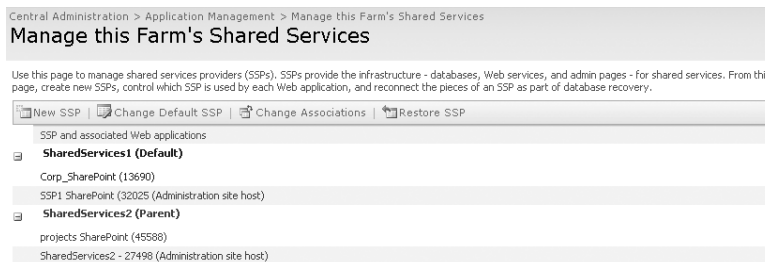 Central Administration > Application Management > Manage this Farm's Shared Services
Manage this Farm's Shared Services
Use this page to manage shared services providers (SSPs). SSPs provide the infrastructure - databases, Web services, and admin pages - for shared services. From thi
page, create new SSPs, control which SSP is used by each Web application, and reconnect the pieces of an SSP as part of database recovery.
New SSP | Change Default SSP | Change Associations | Restore SSP
SSP and associated Web applications
SharedServices1 (Default)
Corp_SharePoint (13690)
SSP1 SharePoint (32025 (Administration site host)
SharedServices2 (Parent)
projects SharePoint (45588)
SharedServices2 - 27498 (Administration site host)